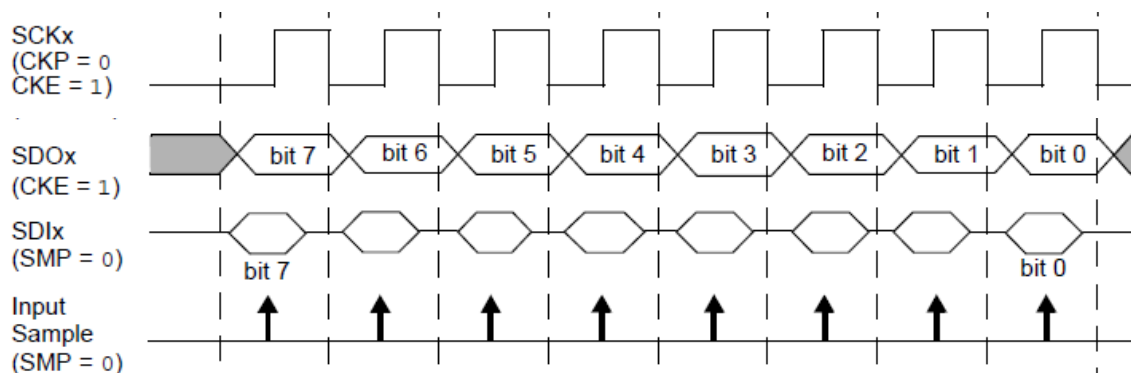 SCKx
(CKP = 0
CKE = 1)
SDOx
(CKE = 1)
bit 7 bit 6 bit 5 bit 4 bit 3 bit 2 bit 1 bit 0
SDIx
(SMP = 0)
bit 7 bit 0
Input
Sample
(SMP = 0)